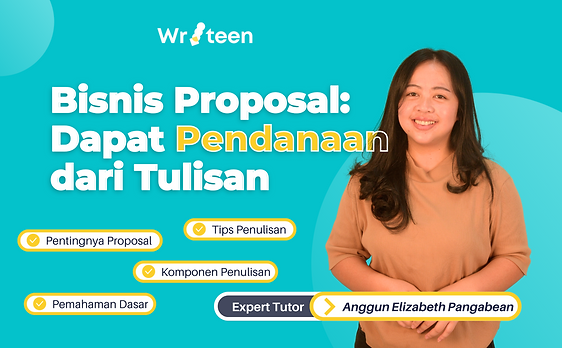 Writeen
Bisnis Proposal:
Dapat Pendanaan
dari Tulisan
Pentingnya Proposal
Tips Penulisan
Komponen Penulisan
Pemahaman Dasar
Expert Tutor
Anggun Elizabeth Pangabean